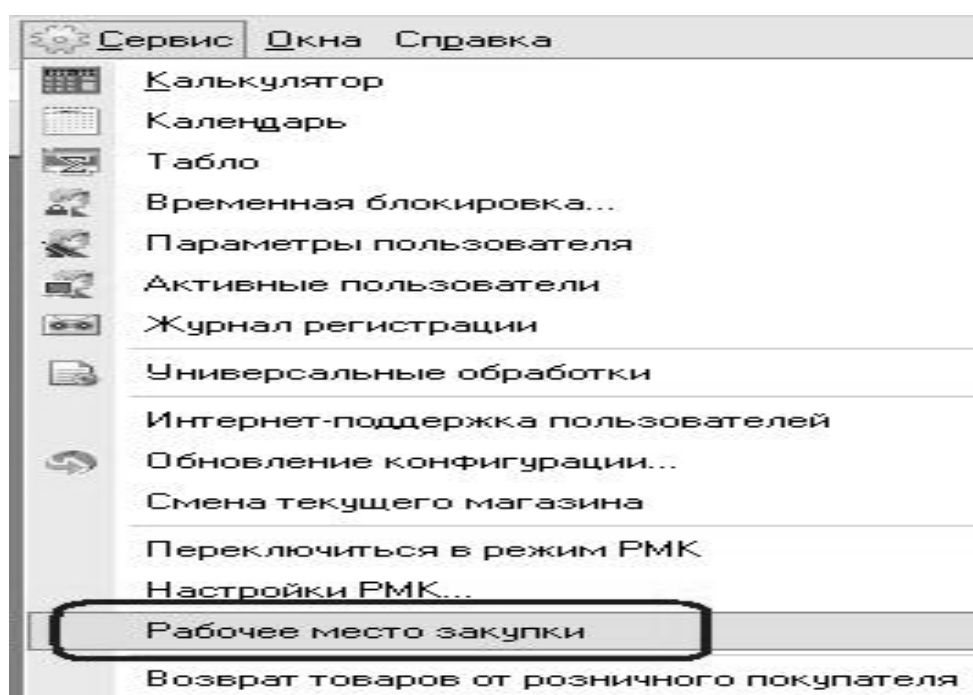 Сервис Окна Справка
Калькулятор
Календарь
Табло
Временная блокировка...
Параметры пользователя
Активные пользователи
Журнал регистрации
Универсальные обработки
Интернет-поддержка пользователей
Обновление конфигурации...
Смена текущего магазина
Переключиться в режим РМК
Настройки РМК...
Рабочее место закупки
Возврат товаров от розничного покупателя